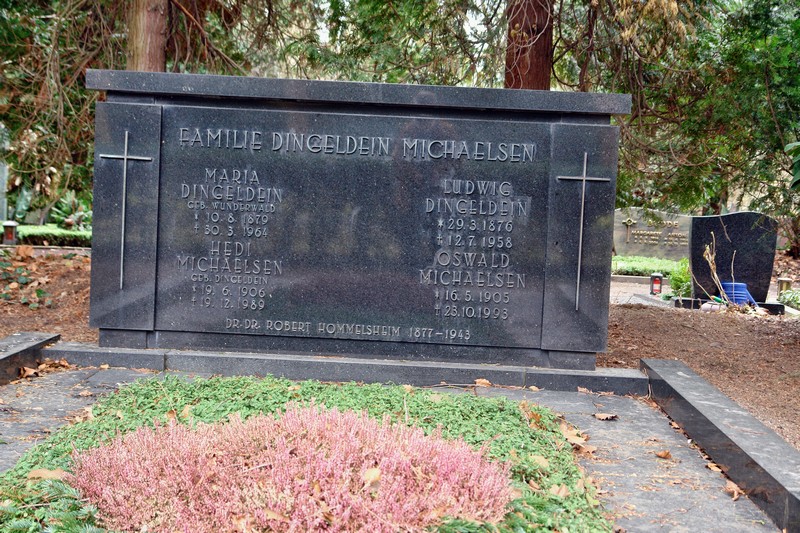 FAMILIE DINGELDEIN MICHAELSEN
MARIA
DINGELDEIN
GEB. WUNDERWALD
* 10. 8. 1879
✝ 30. 3. 1964
HEDI
MICHAELSEN
GEB. DINGELDEIN
* 19. 6. 1906
✝ 19. 12. 1989
LUDWIG
DINGELDEIN
* 29. 3. 1876
✝ 12. 7. 1958
OSWALD
MICHAELSEN
* 16. 5. 1905
✝ 23. 10. 1993
DR. DR. ROBERT HOMMELSHEIM 1877-1943